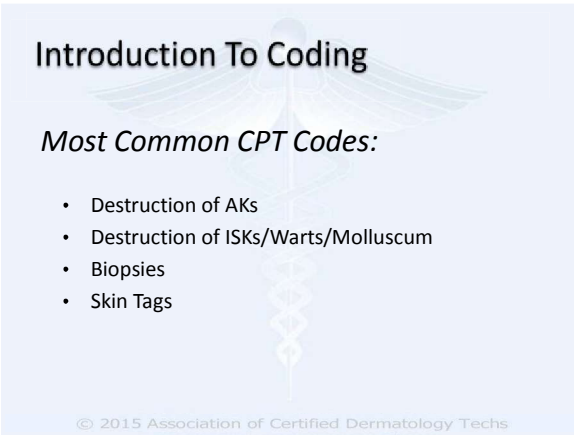 Introduction To Coding
Most Common CPT Codes:
• Destruction of AKs
• Destruction of ISKs/Warts/Molluscum
• Biopsies
• Skin Tags
© 2015 Association of Certified Dermatology Techs